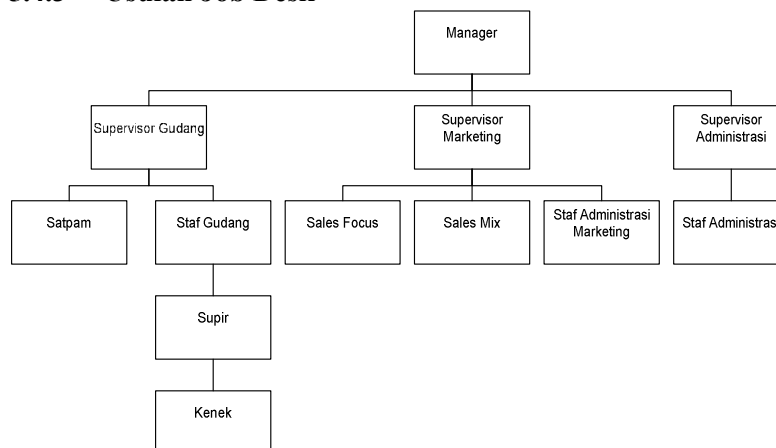 Manager
Supervisor Gudang
Supervisor
Marketing
Supervisor
Administrasi
Satpam
Staf Gudang
Sales Focus
Sales Mix
Staf Administrasi
Marketing
Staf Administras
Supir
Kenek